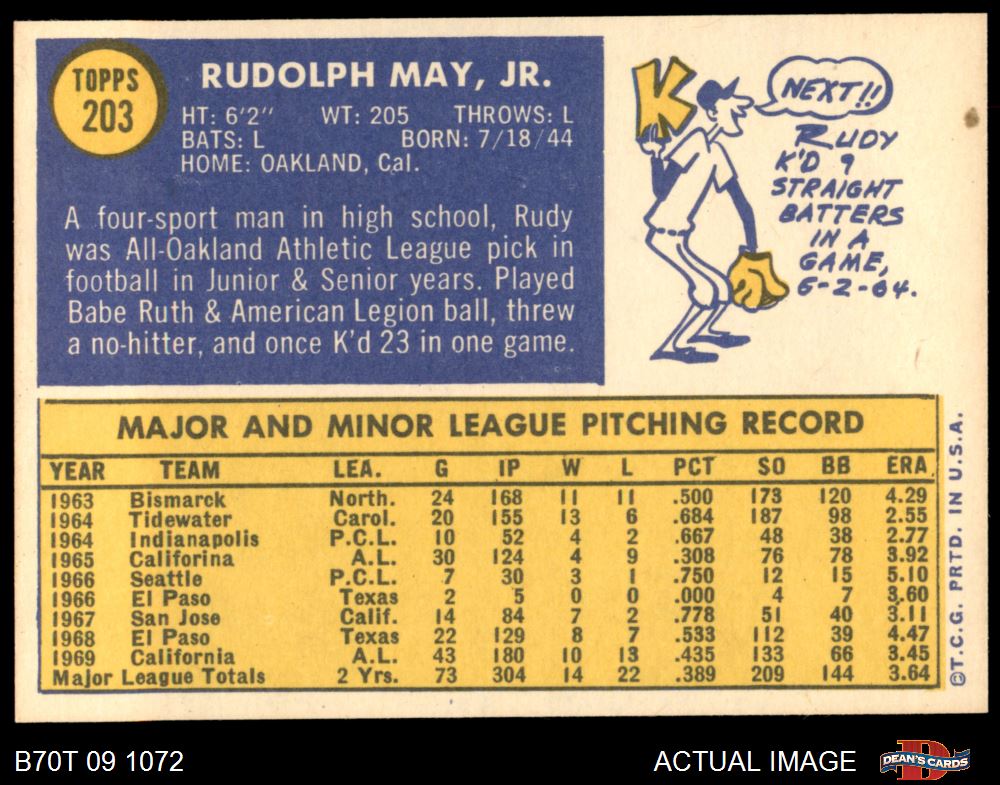 TOPPS
203
RUDOLPH MAY, JR.
HT: 6'2" WT: 205 THROWS: L
BATS: L BORN: 7/18/44
HOME: OAKLAND, Cal.
A four-sport man in high school, Rudy
was All-Oakland Athletic League pick in
football in Junior & Senior years. Played
Babe Ruth & American Legion ball, threw
a no-hitter, and once K'd 23 in one game.
K
NEXT!!
RUDY
K'D 9
STRAIGHT
BATTERS
IN A
GAME,
6-2-64.
MAJOR AND MINOR LEAGUE PITCHING RECORD
YEAR TEAM LEA. G IP W L PCT SO BB ERA
1963 Bismarck North. 24 168 11 11 .500 173 120 4.29
1964 Tidewater Carol. 20 155 13 6 .684 187 98 2.55
1964 Indianapolis P.C.L. 10 52 4 2 .667 48 38 2.77
1965 Califorina A.L. 30 124 4 9 .308 76 78 3.92
1966 Seattle P.C.L. 7 30 3 1 .750 12 15 5.10
1966 El Paso Texas 2 5 0 0 .000 4 7 3.60
1967 San Jose Calif. 14 84 7 2 .778 51 40 3.11
1968 El Paso Texas 22 129 8 7 .533 112 39 4.47
1969 California A.L. 43 180 10 13 .435 133 66 3.45
Major League Totals 2 Yrs. 73 304 14 22 .389 209 144 3.64
©T.C.G. PRTD. IN U.S.A.
B70T 09 1072 ACTUAL IMAGE
D
DEAN'S CARDS